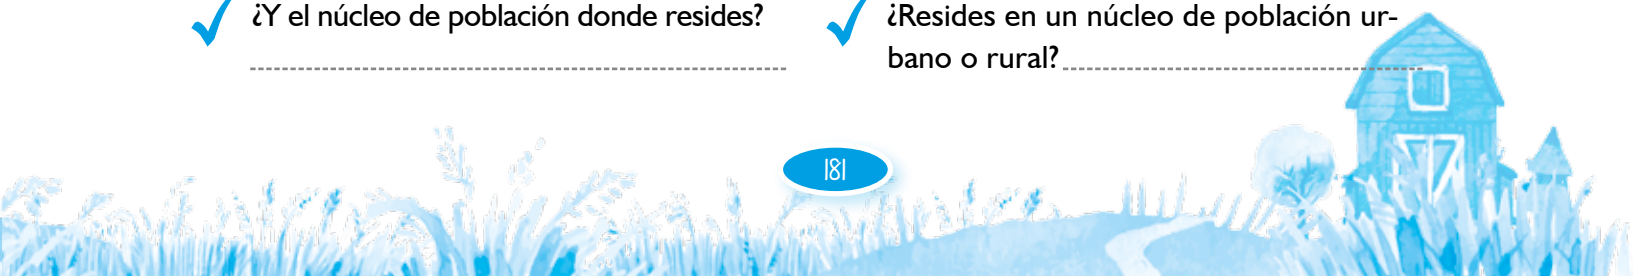 ¿Y el núcleo de población donde resides?
¿Resides en un núcleo de población ur-
bano o rural?
181